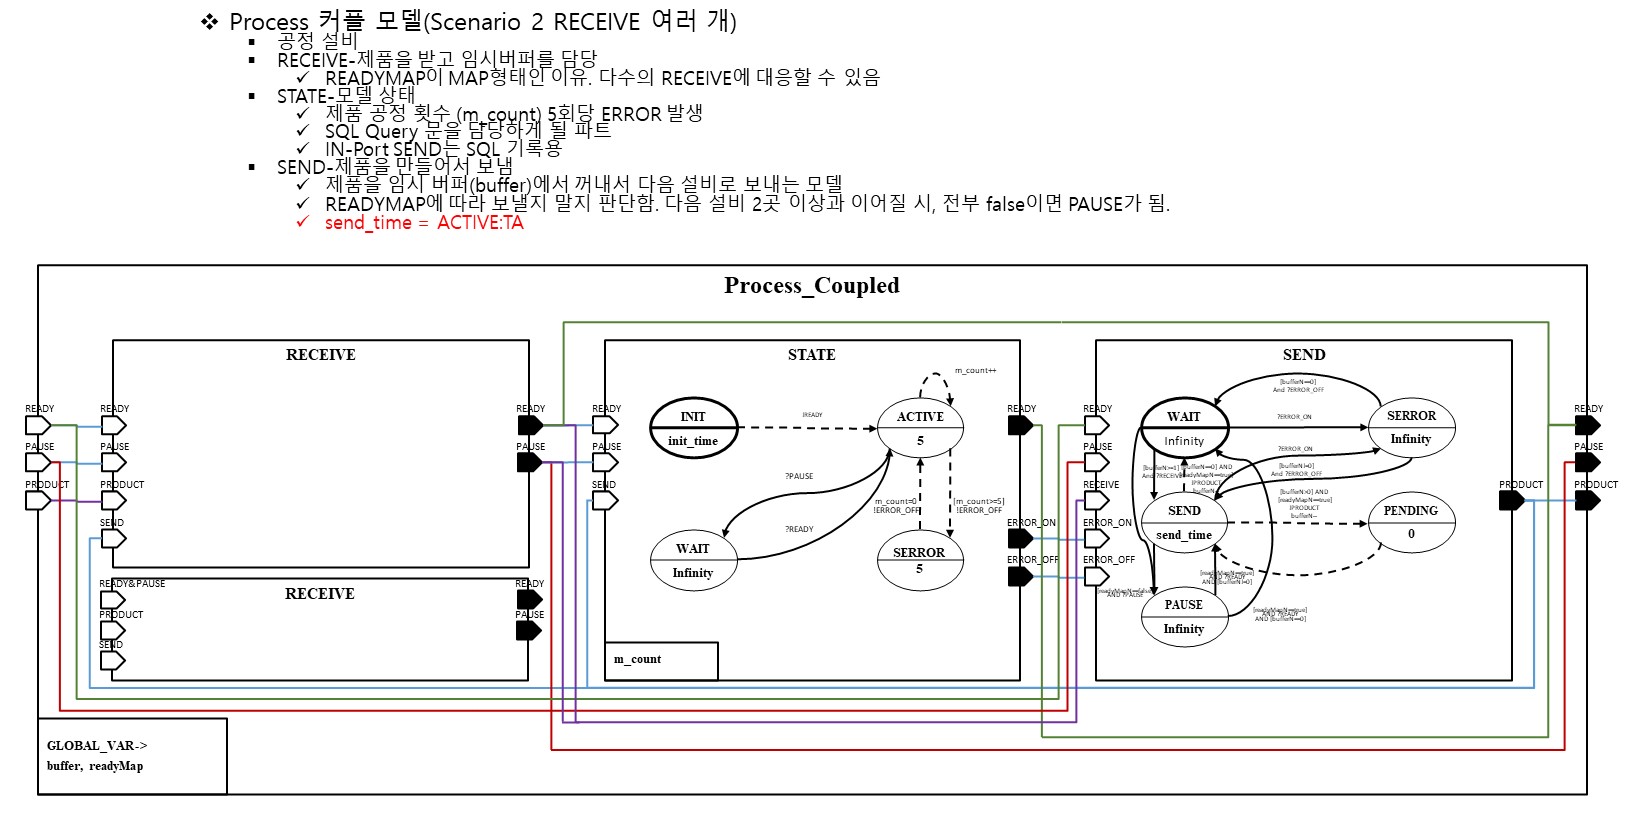 ❖ Process 커플 모델(Scenario 2 RECEIVE 여러 개)
▪ 공정 설비
▪ RECEIVE-제품을 받고 임시버퍼를 담당
✓ READYMAP이 MAP형태인 이유. 다수의 RECEIVE에 대응할 수 있음
▪ STATE-모델 상태
✓ 제품 공정 횟수 (m_count) 5회당 ERROR 발생
✓ SQL Query 문을 담당하게 될 파트
✓ IN-Port SEND는 SQL 기록용
▪ SEND-제품을 만들어서 보냄
✓ 제품을 임시 버퍼(buffer)에서 꺼내서 다음 설비로 보내는 모델
✓ READYMAP에 따라 보낼지 말지 판단함. 다음 설비 2곳 이상과 이어질 시, 전부 false이면 PAUSE가 됨.
✓ send_time = ACTIVE:TA
Process_Coupled
READY
PAUSE
PRODUCT
RECEIVE
READY
PAUSE
PRODUCT
SEND
READY
PAUSE
RECEIVE
READY&PAUSE
PRODUCT
SEND
READY
PAUSE
STATE
READY
PAUSE
SEND
INIT
init_time
!READY
m_count++
ACTIVE
5
?PAUSE
?READY
m_count=0
!ERROR_OFF
[m_count>=5]
!ERROR_OFF
WAIT
Infinity
SERROR
5
m_count
READY
ERROR_ON
ERROR_OFF
SEND
READY
PAUSE
RECEIVE
ERROR_ON
ERROR_OFF
[bufferN==0]
And ?ERROR_OFF
WAIT
Infinity
?ERROR_ON
SERROR
Infinity
?ERROR_ON
[bufferN!=0]
And ?ERROR_OFF
[bufferN>=1]
And ?RECEIVE
[bufferN==0] AND
[readyMapN==true]
!PRODUCT
bufferN--
[bufferN>0] AND
[readyMapN==true]
!PRODUCT
bufferN--
SEND
send_time
PENDING
0
[readyMapN==true]
AND ?READY
AND [bufferN!=0]
[readyMapN==false]
AND ?PAUSE
PAUSE
Infinity
[readyMapN==true]
AND ?READY
AND [bufferN==0]
PRODUCT
READY
PAUSE
PRODUCT
GLOBAL_VAR->
buffer, readyMap